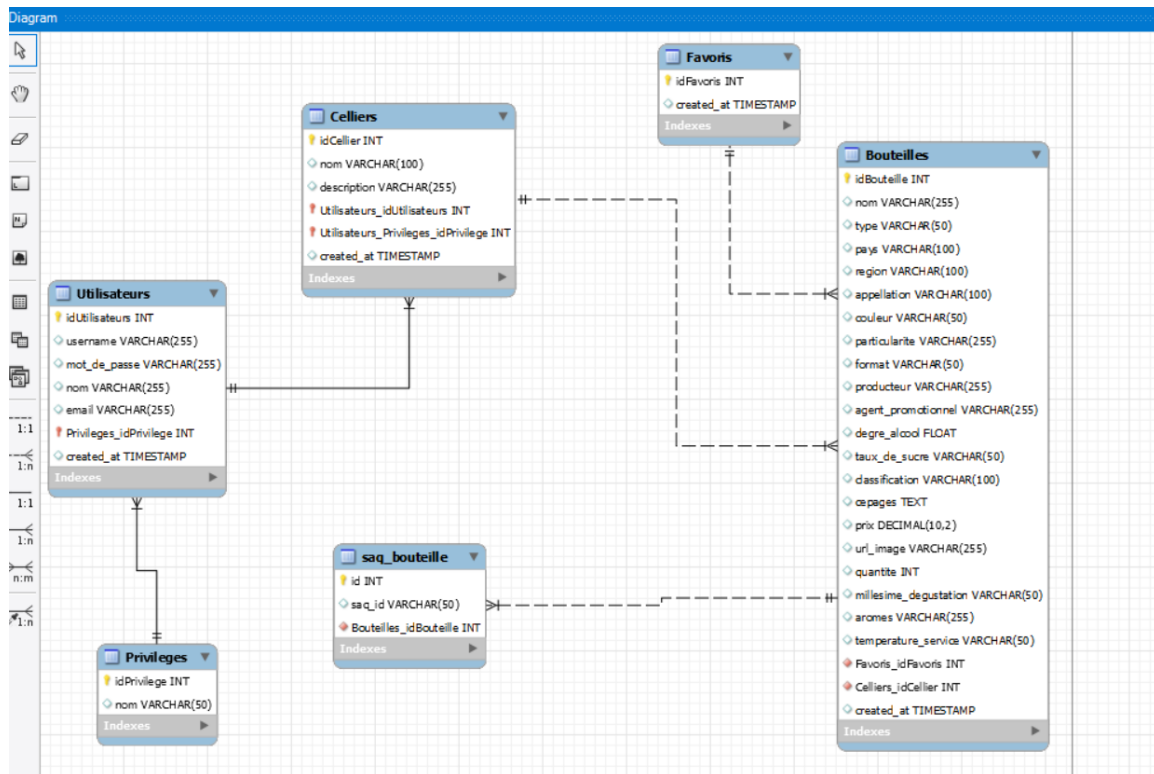 Diagram
Favoris
idFavoris INT
created_at TIMESTAMP
Indexes
Celliers
idCellier INT
nom VARCHAR(100)
description VARCHAR(255)
Utilisateurs_idUtilisateurs INT
Utilisateurs_Privileges_idPrivilege INT
created_at TIMESTAMP
Indexes
Bouteilles
idBouteille INT
nom VARCHAR(255)
type VARCHAR(50)
pays VARCHAR(100)
region VARCHAR(100)
appellation VARCHAR(100)
couleur VARCHAR(50)
particularite VARCHAR(255)
format VARCHAR(50)
producteur VARCHAR(255)
agent_promotionnel VARCHAR(255)
degre_alcool FLOAT
taux_de_sucre VARCHAR(50)
classification VARCHAR(100)
cepages TEXT
prix DECIMAL(10,2)
url_image VARCHAR(255)
quantite INT
millesime_degustation VARCHAR(50)
aromes VARCHAR(255)
temperature_service VARCHAR(50)
Favoris_idFavoris INT
Celliers_idCellier INT
created_at TIMESTAMP
Indexes
Utilisateurs
idUtilisateurs INT
username VARCHAR(255)
mot_de_passe VARCHAR(255)
nom VARCHAR(255)
email VARCHAR(255)
Privileges_idPrivilege INT
created_at TIMESTAMP
Indexes
saq_bouteille
id INT
saq_id VARCHAR(50)
Bouteilles_idBouteille INT
Indexes
Privileges
idPrivilege INT
nom VARCHAR(50)
Indexes
1:1
1:n
1:1
1:n
n:m
1:n